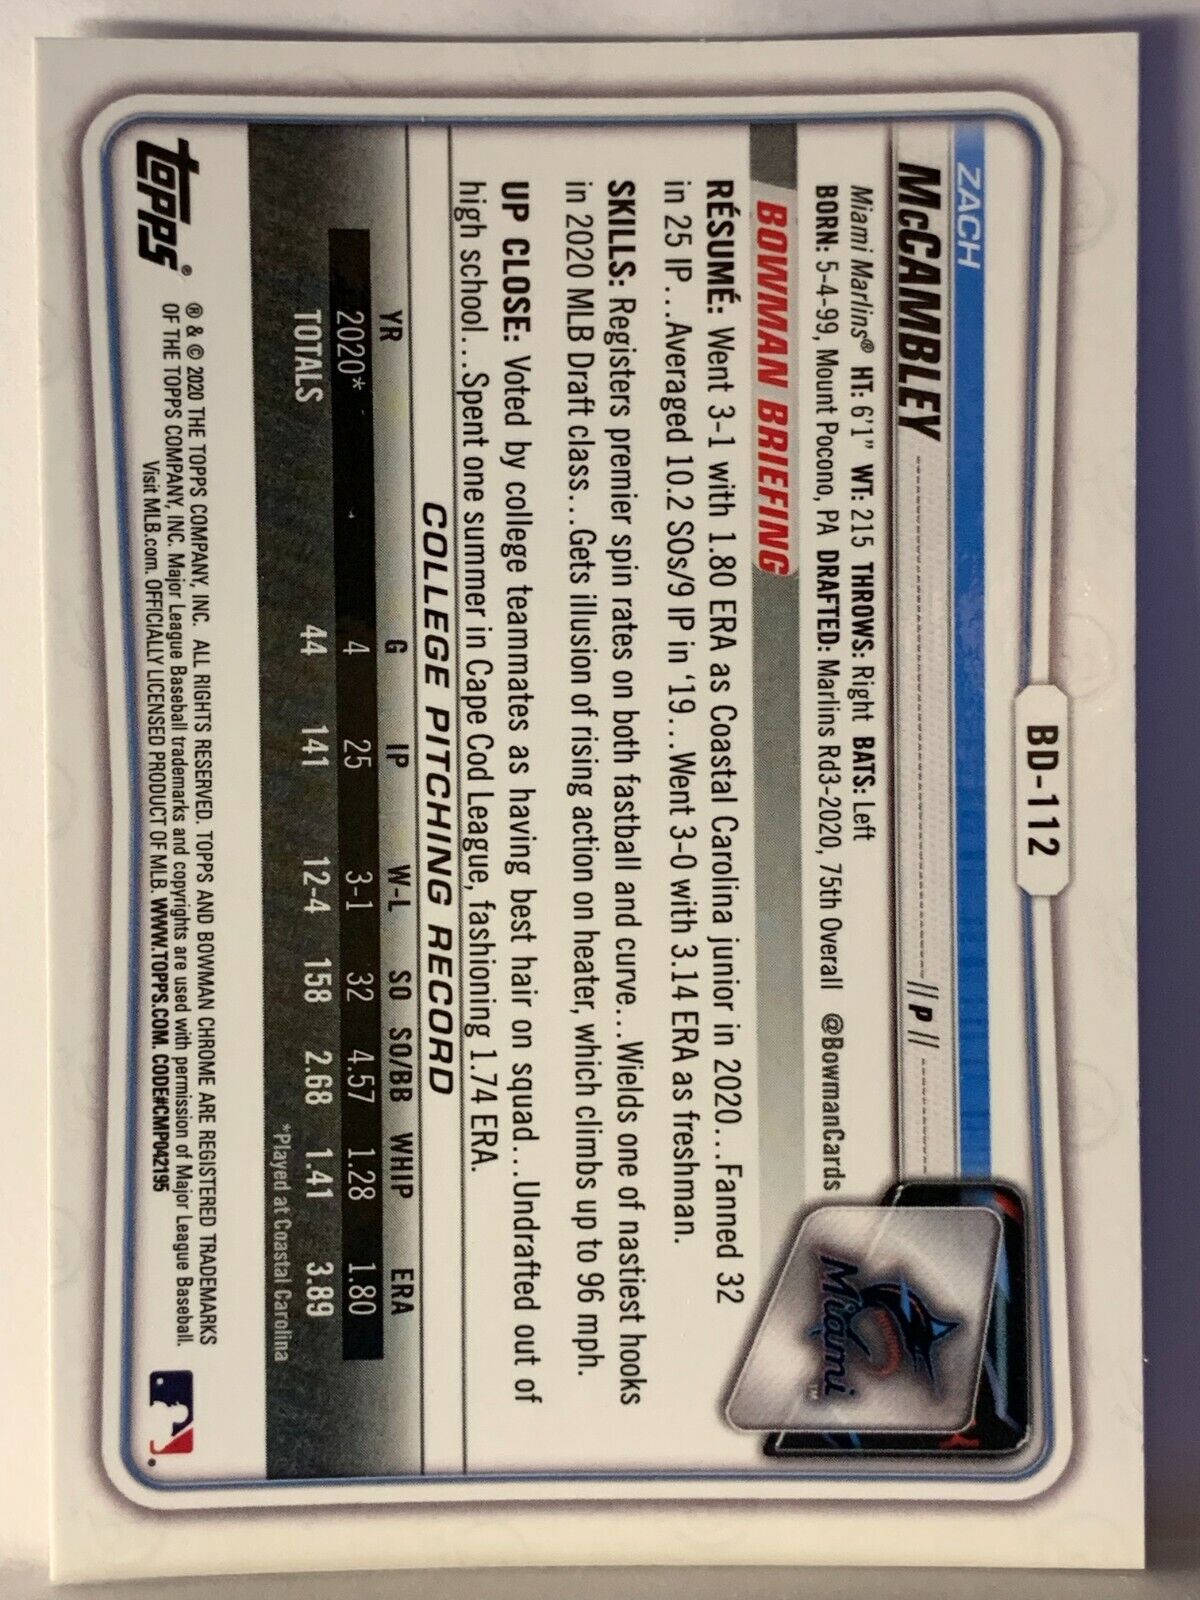 BD-112
ZACH
McCAMBLEY || P ||
Miami Marlins® HT: 6'1" WT: 215 THROWS: Right BATS: Left
BORN: 5-4-99, Mount Pocono, PA DRAFTED: Marlins Rd3-2020, 75th Overall @BowmanCards
Miami™
BOWMAN BRIEFING
RÉSUMÉ: Went 3-1 with 1.80 ERA as Coastal Carolina junior in 2020...Fanned 32
in 25 IP...Averaged 10.2 SOs/9 IP in '19...Went 3-0 with 3.14 ERA as freshman.
SKILLS: Registers premier spin rates on both fastball and curve...Wields one of nastiest hooks
in 2020 MLB Draft class...Gets illusion of rising action on heater, which climbs up to 96 mph.
UP CLOSE: Voted by college teammates as having best hair on squad...Undrafted out of
high school...Spent one summer in Cape Cod League, fashioning 1.74 ERA.
COLLEGE PITCHING RECORD
YR G IP W-L SO SO/BB WHIP ERA
2020* 4 25 3-1 32 4.57 1.28 1.80
TOTALS 44 141 12-4 158 2.68 1.41 3.89
*Played at Coastal Carolina
topps®
® & © 2020 THE TOPPS COMPANY, INC. ALL RIGHTS RESERVED. TOPPS AND BOWMAN CHROME ARE REGISTERED TRADEMARKS
OF THE TOPPS COMPANY, INC. Major League Baseball trademarks and copyrights are used with permission of Major League Baseball.
Visit MLB.com. OFFICIALLY LICENSED PRODUCT OF MLB. WWW.TOPPS.COM. CODE#CMP042195